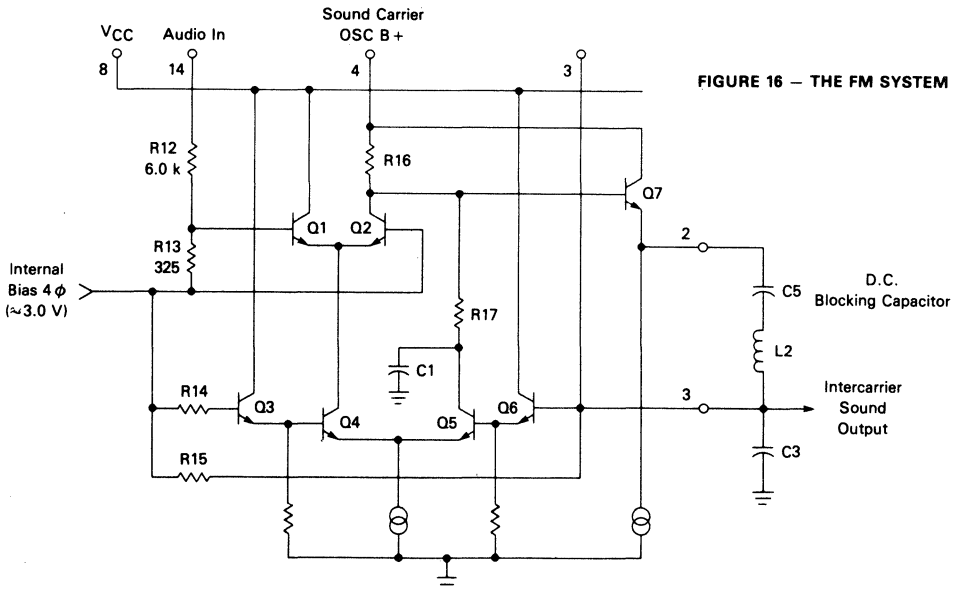 VCC
8
Audio In
14
Sound Carrier
OSC B+
4
3
FIGURE 16 — THE FM SYSTEM
R12
6.0 k
R16
Q7
Q1
Q2
R13
325
2
Internal
Bias 4ϕ
(≈3.0 V)
C5
D.C.
Blocking Capacitor
R17
L2
C1
R14
Q3
Q4
Q5
Q6
3
Intercarrier
Sound
Output
R15
C3